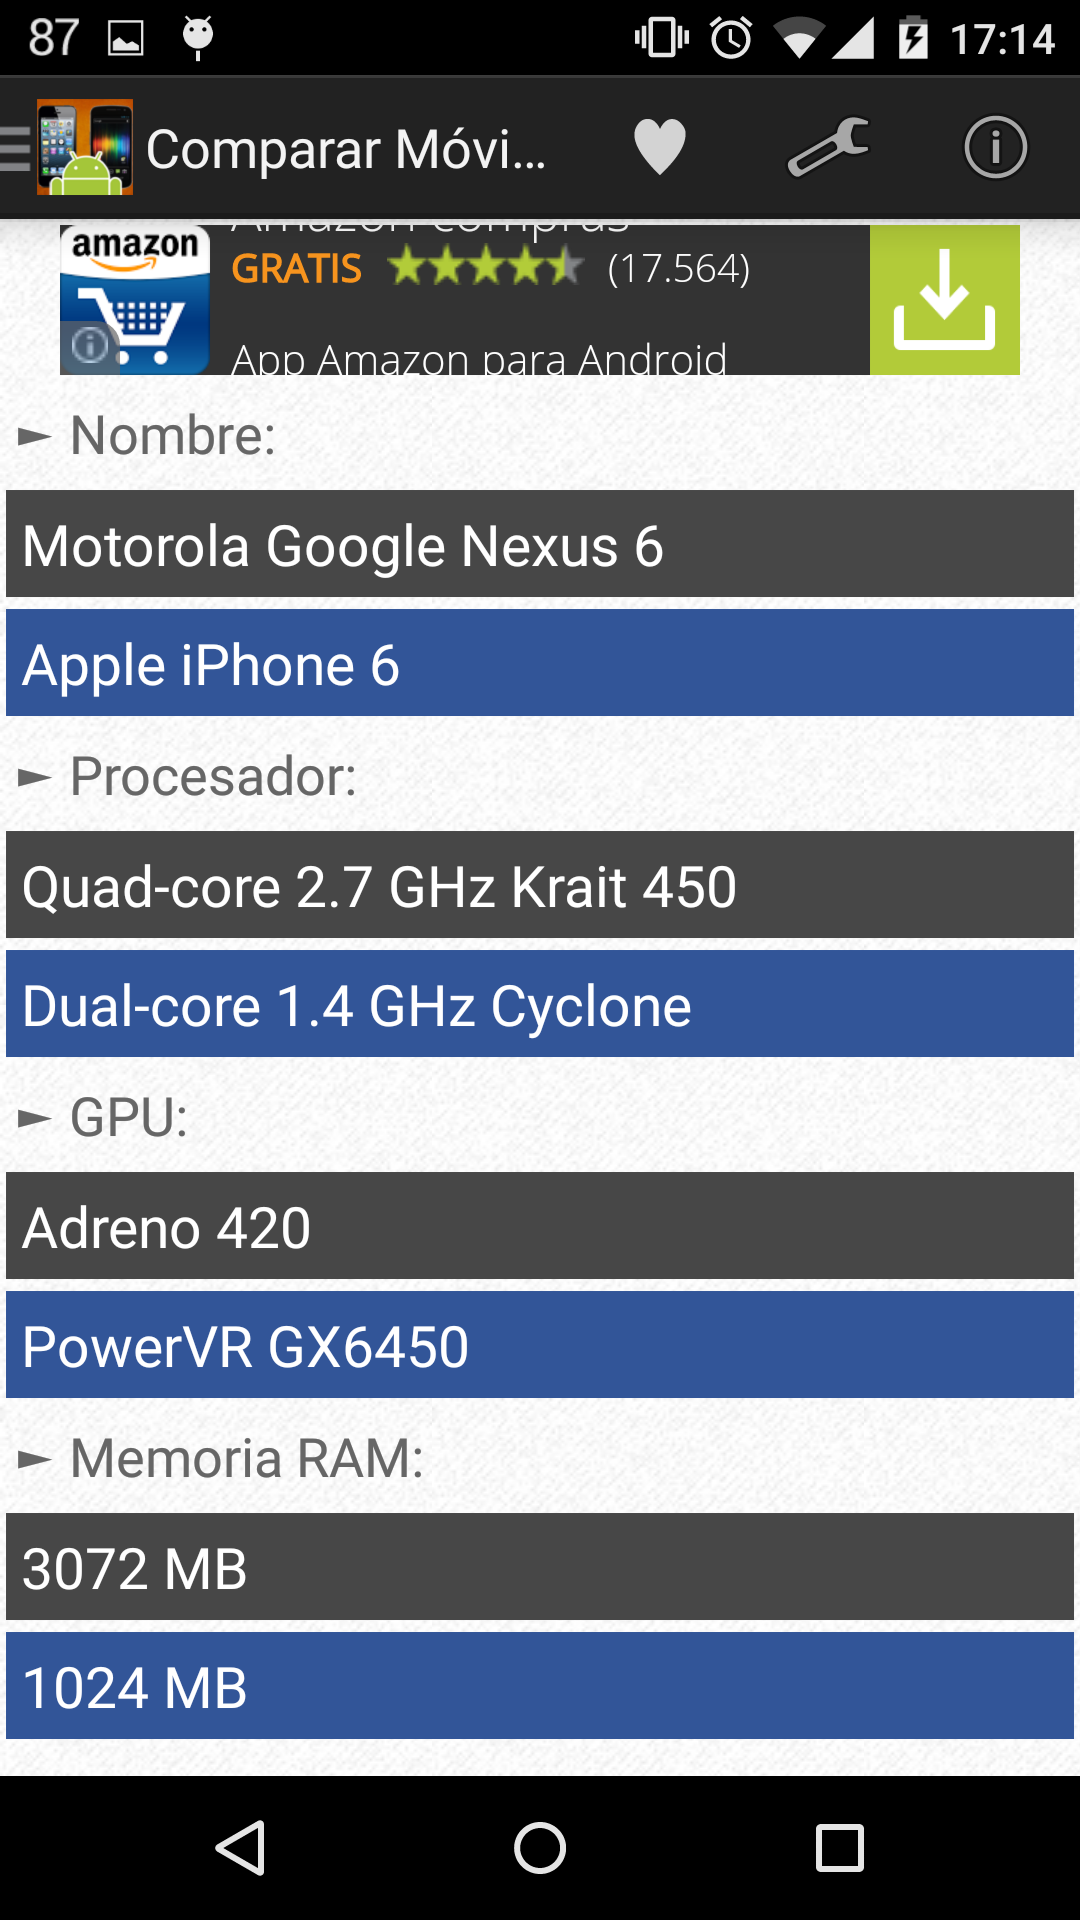 87
17:14
Comparar Móvi...
amazon
Amazon compras
GRATIS (17.564)
App Amazon para Android
► Nombre:
Motorola Google Nexus 6
Apple iPhone 6
► Procesador:
Quad-core 2.7 GHz Krait 450
Dual-core 1.4 GHz Cyclone
► GPU:
Adreno 420
PowerVR GX6450
► Memoria RAM:
3072 MB
1024 MB